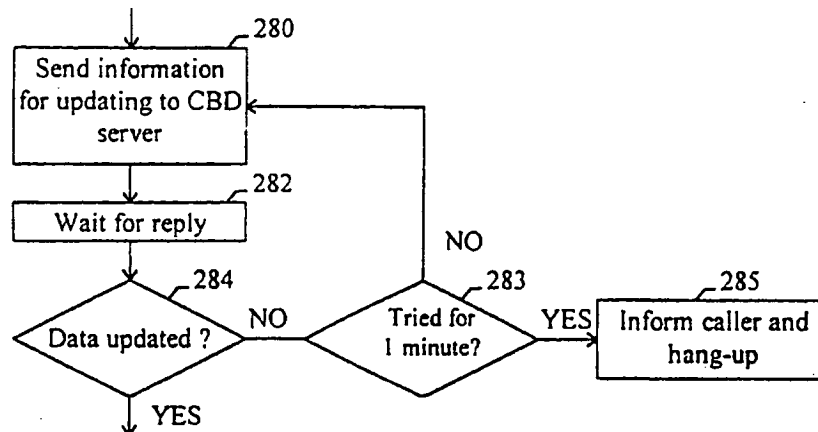 280
Send information
for updating to CBD
server
282
Wait for reply
NO
284
283
285
Data updated ?
NO
Tried for
1 minute?
YES
Inform caller and
hang-up
YES